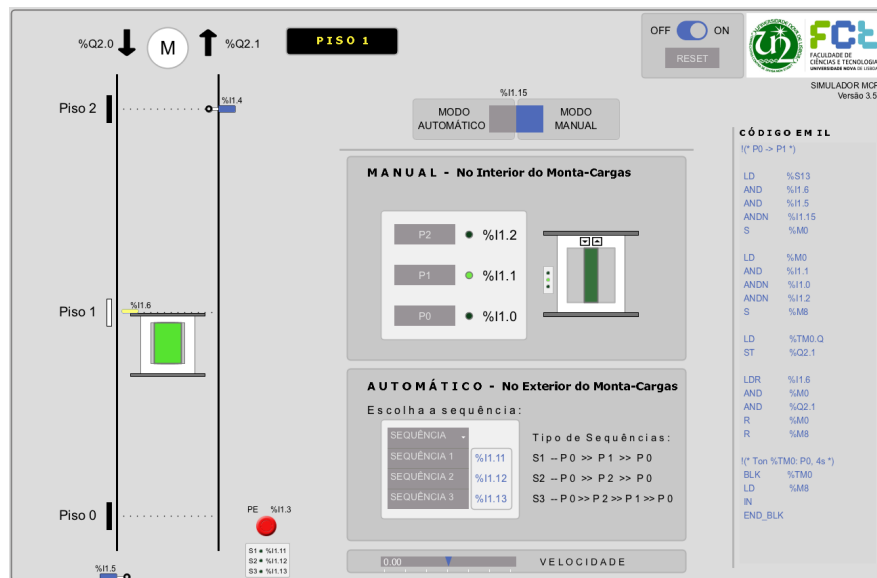 %Q2.0
M
%Q2.1
PISO 1
OFF
ON
RESET
FCt
FACULDADE DE
CIÊNCIAS E TECNOLOGIA
UNIVERSIDADE NOVA DE LISBOA
SIMULADOR MCP
Versão 3.5
Piso 2
%I1.4
%I1.15
MODO
AUTOMÁTICO
MODO
MANUAL
MANUAL - No Interior do Monta-Cargas
P2
%I1.2
P1
%I1.1
P0
%I1.0
Piso 1
%I1.6
AUTOMÁTICO - No Exterior do Monta-Cargas
Escolha a sequência:
SEQUÊNCIA
SEQUÊNCIA 1
%I1.11
SEQUÊNCIA 2
%I1.12
SEQUÊNCIA 3
%I1.13
Tipo de Sequências:
S1 -- P0 >> P1 >> P0
S2 -- P0 >> P2 >> P0
S3 -- P0 >> P2 >> P1 >> P0
Piso 0
PE %I1.3
S1 %I1.11
S2 %I1.12
S3 %I1.13
%I1.5
0.00
VELOCIDADE
CÓDIGO EM IL
!(* P0 -> P1 *)
LD %S13
AND %I1.6
AND %I1.5
ANDN %I1.15
S %M0
LD %M0
AND %I1.1
ANDN %I1.0
ANDN %I1.2
S %M8
LD %TM0.Q
ST %Q2.1
LDR %I1.6
AND %M0
AND %Q2.1
R %M0
R %M8
!(* Ton %TM0: P0, 4s *)
BLK %TM0
LD %M8
IN
END_BLK